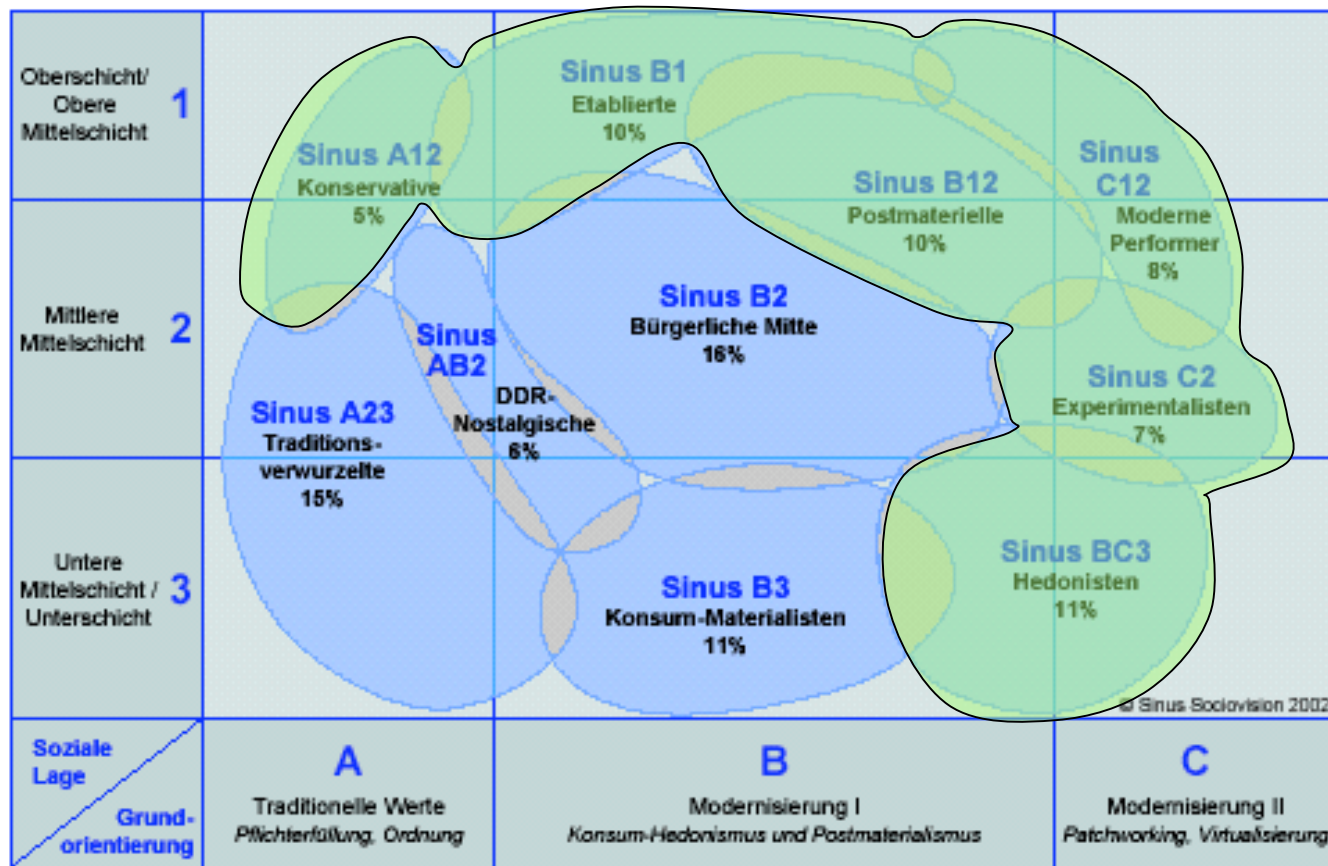 Oberschicht/
Obere
Mittelschicht
1
Mittlere
Mittelschicht
2
Untere
Mittelschicht /
Unterschicht
3
Sinus B1
Etablierte
10%
Sinus A12
Konservative
5%
Sinus B12
Postmaterielle
10%
Sinus
C12
Moderne
Performer
8%
Sinus B2
Bürgerliche Mitte
16%
Sinus
AB2
DDR-
Nostalgische
6%
Sinus A23
Traditions-
verwurzelte
15%
Sinus C2
Experimentalisten
7%
Sinus B3
Konsum-Materialisten
11%
Sinus BC3
Hedonisten
11%
© Sinus Sociovision 2002
Soziale
Lage
Grund-
orientierung
A
Traditionelle Werte
Pflichterfüllung, Ordnung
B
Modernisierung I
Konsum-Hedonismus und Postmaterialismus
C
Modernisierung II
Patchworking, Virtualisierung